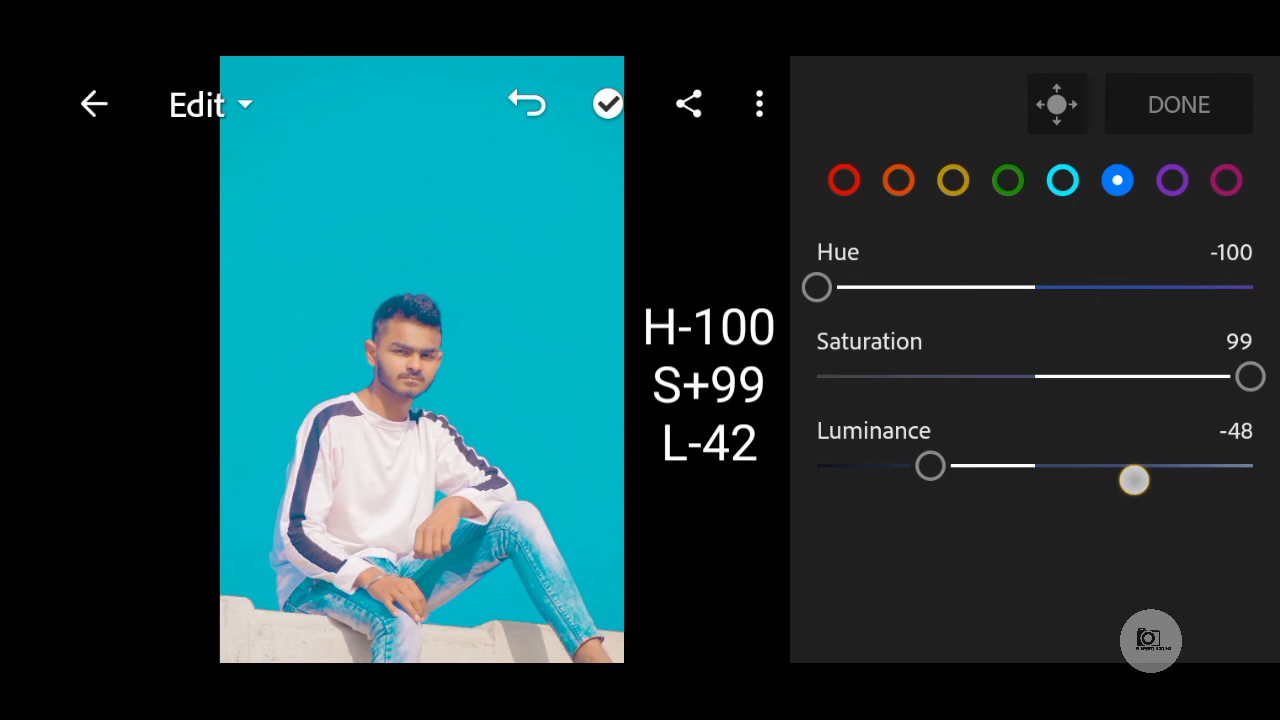 Edit
DONE
Hue -100
H-100
S+99
L-42
Saturation 99
Luminance -48